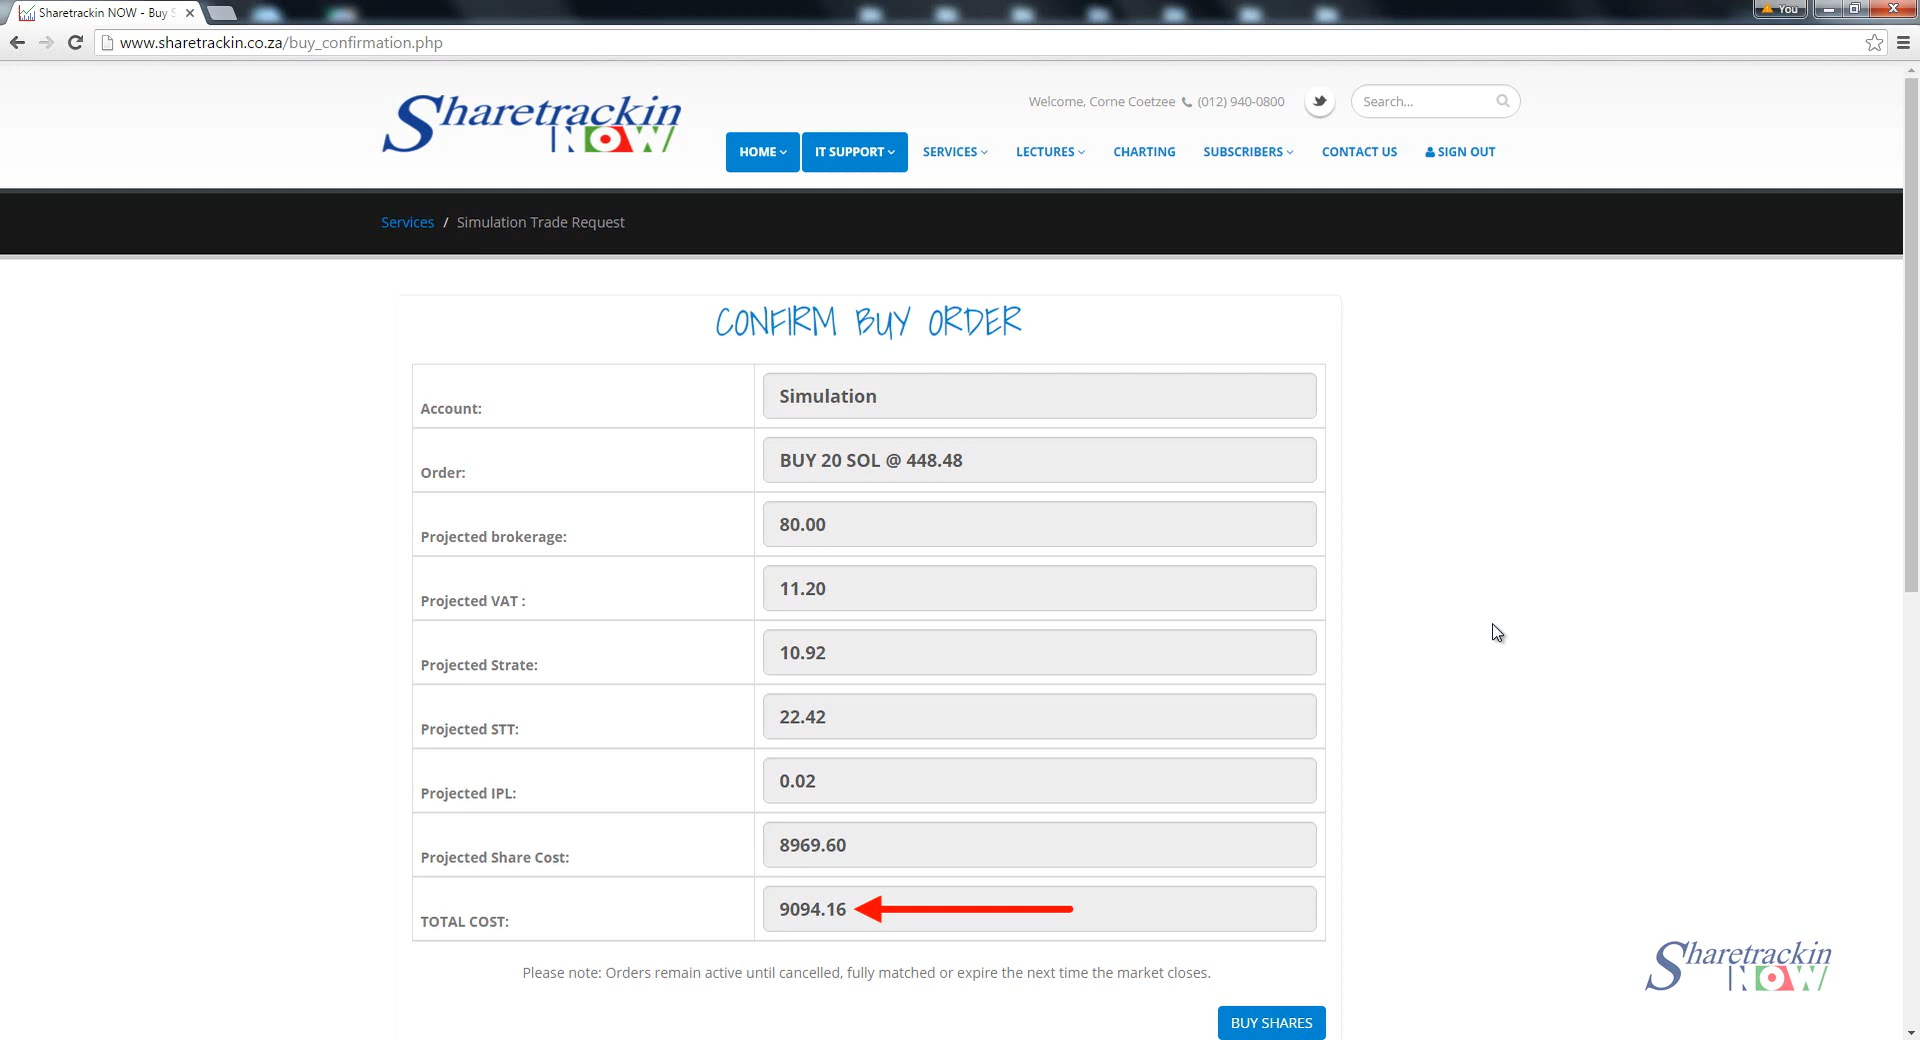 Sharetrackin NOW - Buy S
You
www.sharetrackin.co.za/buy_confirmation.php
Sharetrackin
NOW
Welcome, Corne Coetzee (012) 940-0800
Search...
HOME IT SUPPORT SERVICES LECTURES CHARTING SUBSCRIBERS CONTACT US SIGN OUT
Services / Simulation Trade Request
CONFIRM BUY ORDER
Account: Simulation
Order: BUY 20 SOL @ 448.48
Projected brokerage: 80.00
Projected VAT : 11.20
Projected Strate: 10.92
Projected STT: 22.42
Projected IPL: 0.02
Projected Share Cost: 8969.60
TOTAL COST: 9094.16
Please note: Orders remain active until cancelled, fully matched or expire the next time the market closes.
BUY SHARES
Sharetrackin
NOW